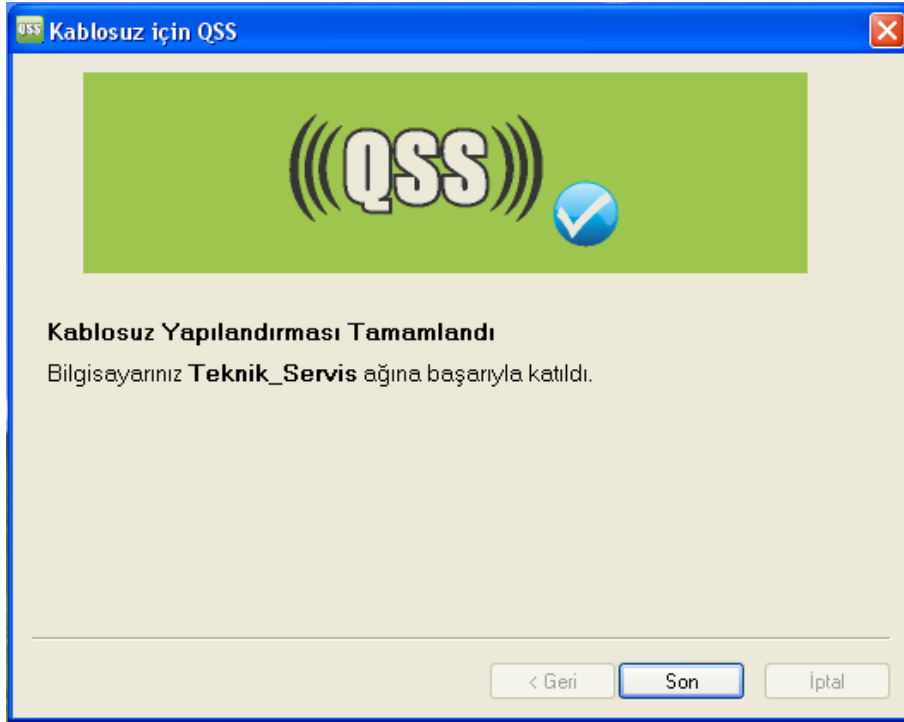 QSS Kablosuz için QSS
(((QSS)))
Kablosuz Yapılandırması Tamamlandı
Bilgisayarınız Teknik_Servis ağına başarıyla katıldı.
< Geri Son İptal